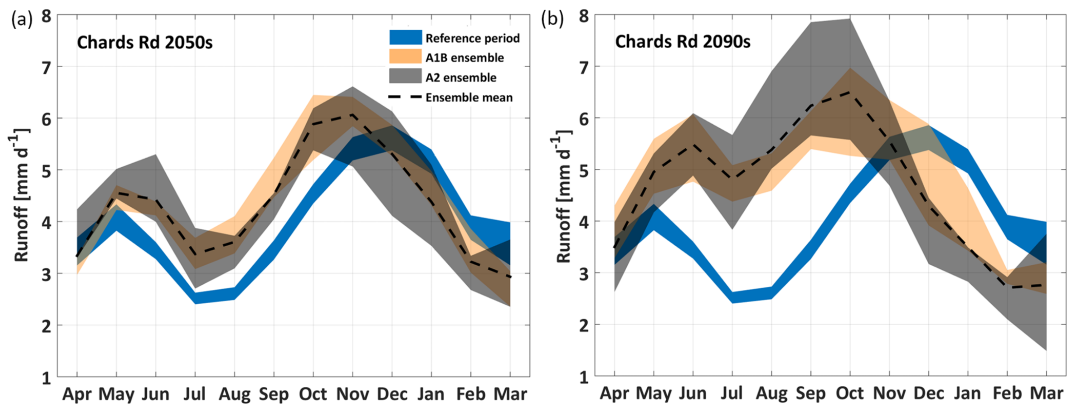 (a)
Chards Rd 2050s
Reference period
A1B ensemble
A2 ensemble
Ensemble mean
Runoff [mm d-1]
8
7
6
5
4
3
2
1
Apr May Jun Jul Aug Sep Oct Nov Dec Jan Feb Mar
(b)
Chards Rd 2090s
Runoff [mm d-1]
8
7
6
5
4
3
2
1
Apr May Jun Jul Aug Sep Oct Nov Dec Jan Feb Mar